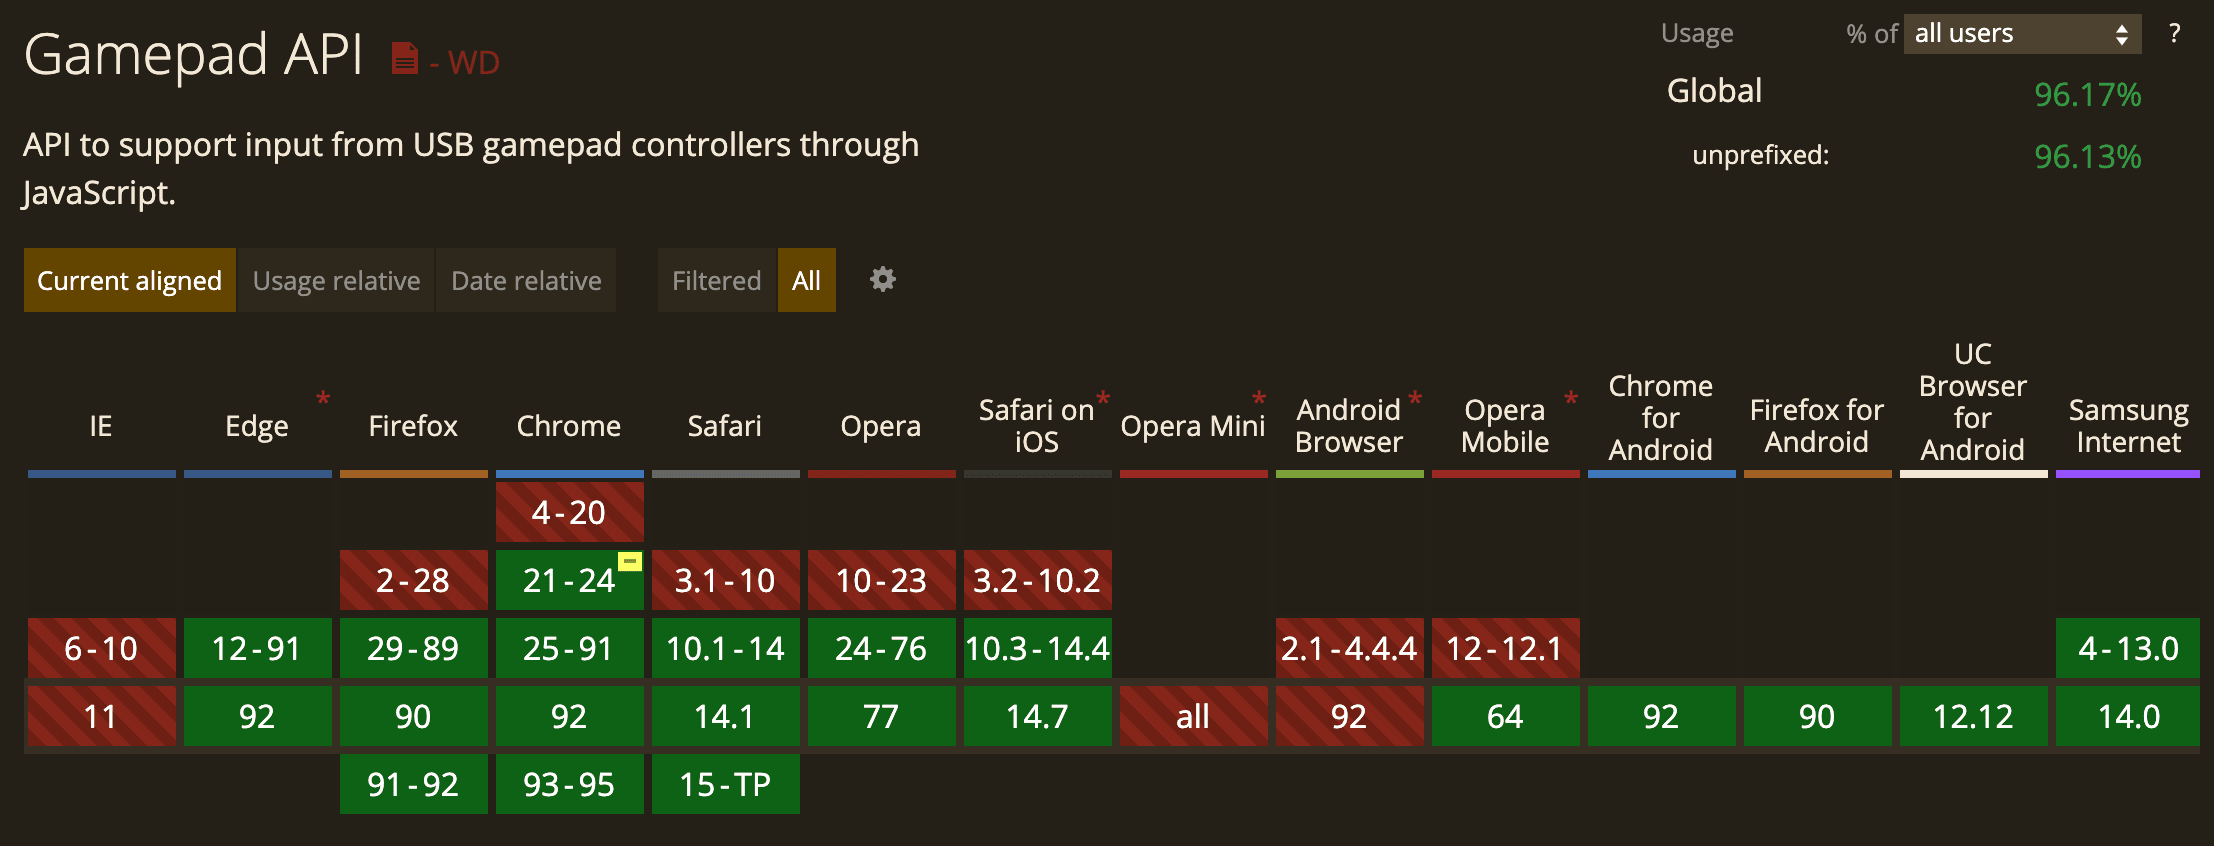 Gamepad API - WD
Usage % of all users ?
Global 96.17%
unprefixed: 96.13%
API to support input from USB gamepad controllers through
JavaScript.
Current aligned Usage relative Date relative Filtered All
IE
Edge *
Firefox
Chrome
Safari
Opera
Safari on *
iOS
Opera Mini *
Android *
Browser
Opera *
Mobile
Chrome
for
Android
Firefox for
Android
UC
Browser
for
Android
Samsung
Internet
4-20
2-28 21-24 3.1-10 10-23 3.2-10.2
6-10 12-91 29-89 25-91 10.1-14 24-76 10.3-14.4 2.1-4.4.4 12-12.1 4-13.0
11 92 90 92 14.1 77 14.7 all 92 64 92 90 12.12 14.0
91-92 93-95 15-TP